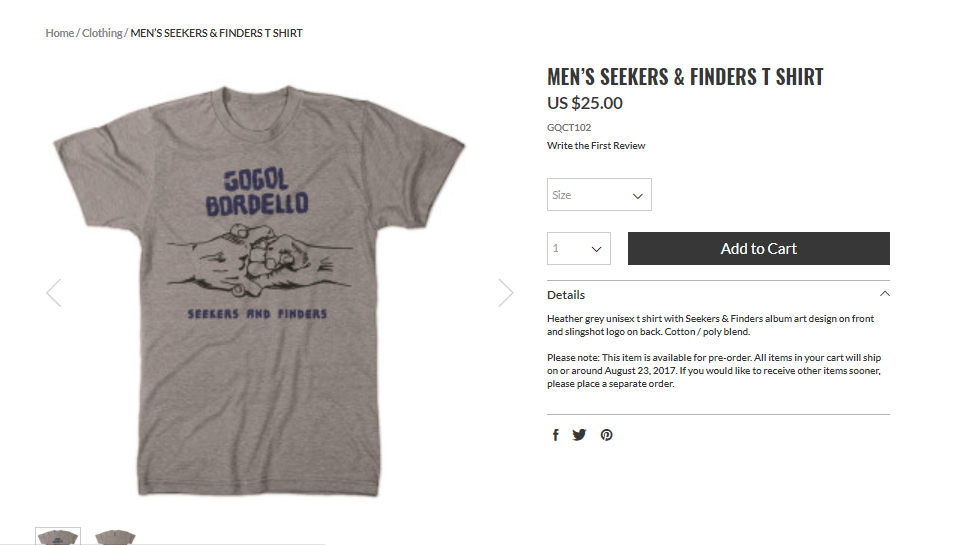 Home / Clothing / MEN'S SEEKERS & FINDERS T SHIRT
GOGOL
BORDELLO
SEEKERS AND FINDERS
MEN'S SEEKERS & FINDERS T SHIRT
US $25.00
GQCT102
Write the First Review
Size
1
Add to Cart
Details
Heather grey unisex t shirt with Seekers & Finders album art design on front
and slingshot logo on back. Cotton / poly blend.
Please note: This item is available for pre-order. All items in your cart will ship
on or around August 23, 2017. If you would like to receive other items sooner,
please place a separate order.